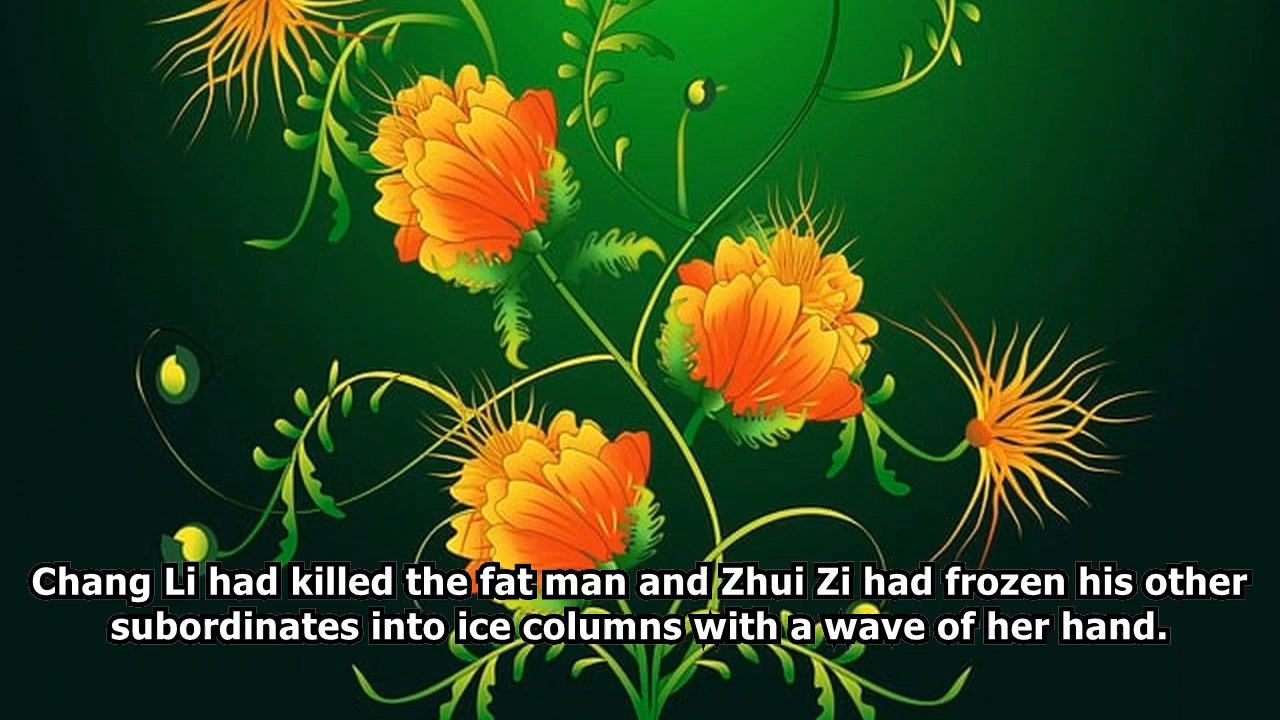 Chang Li had killed the fat man and Zhui Zi had frozen his other
subordinates into ice columns with a wave of her hand.